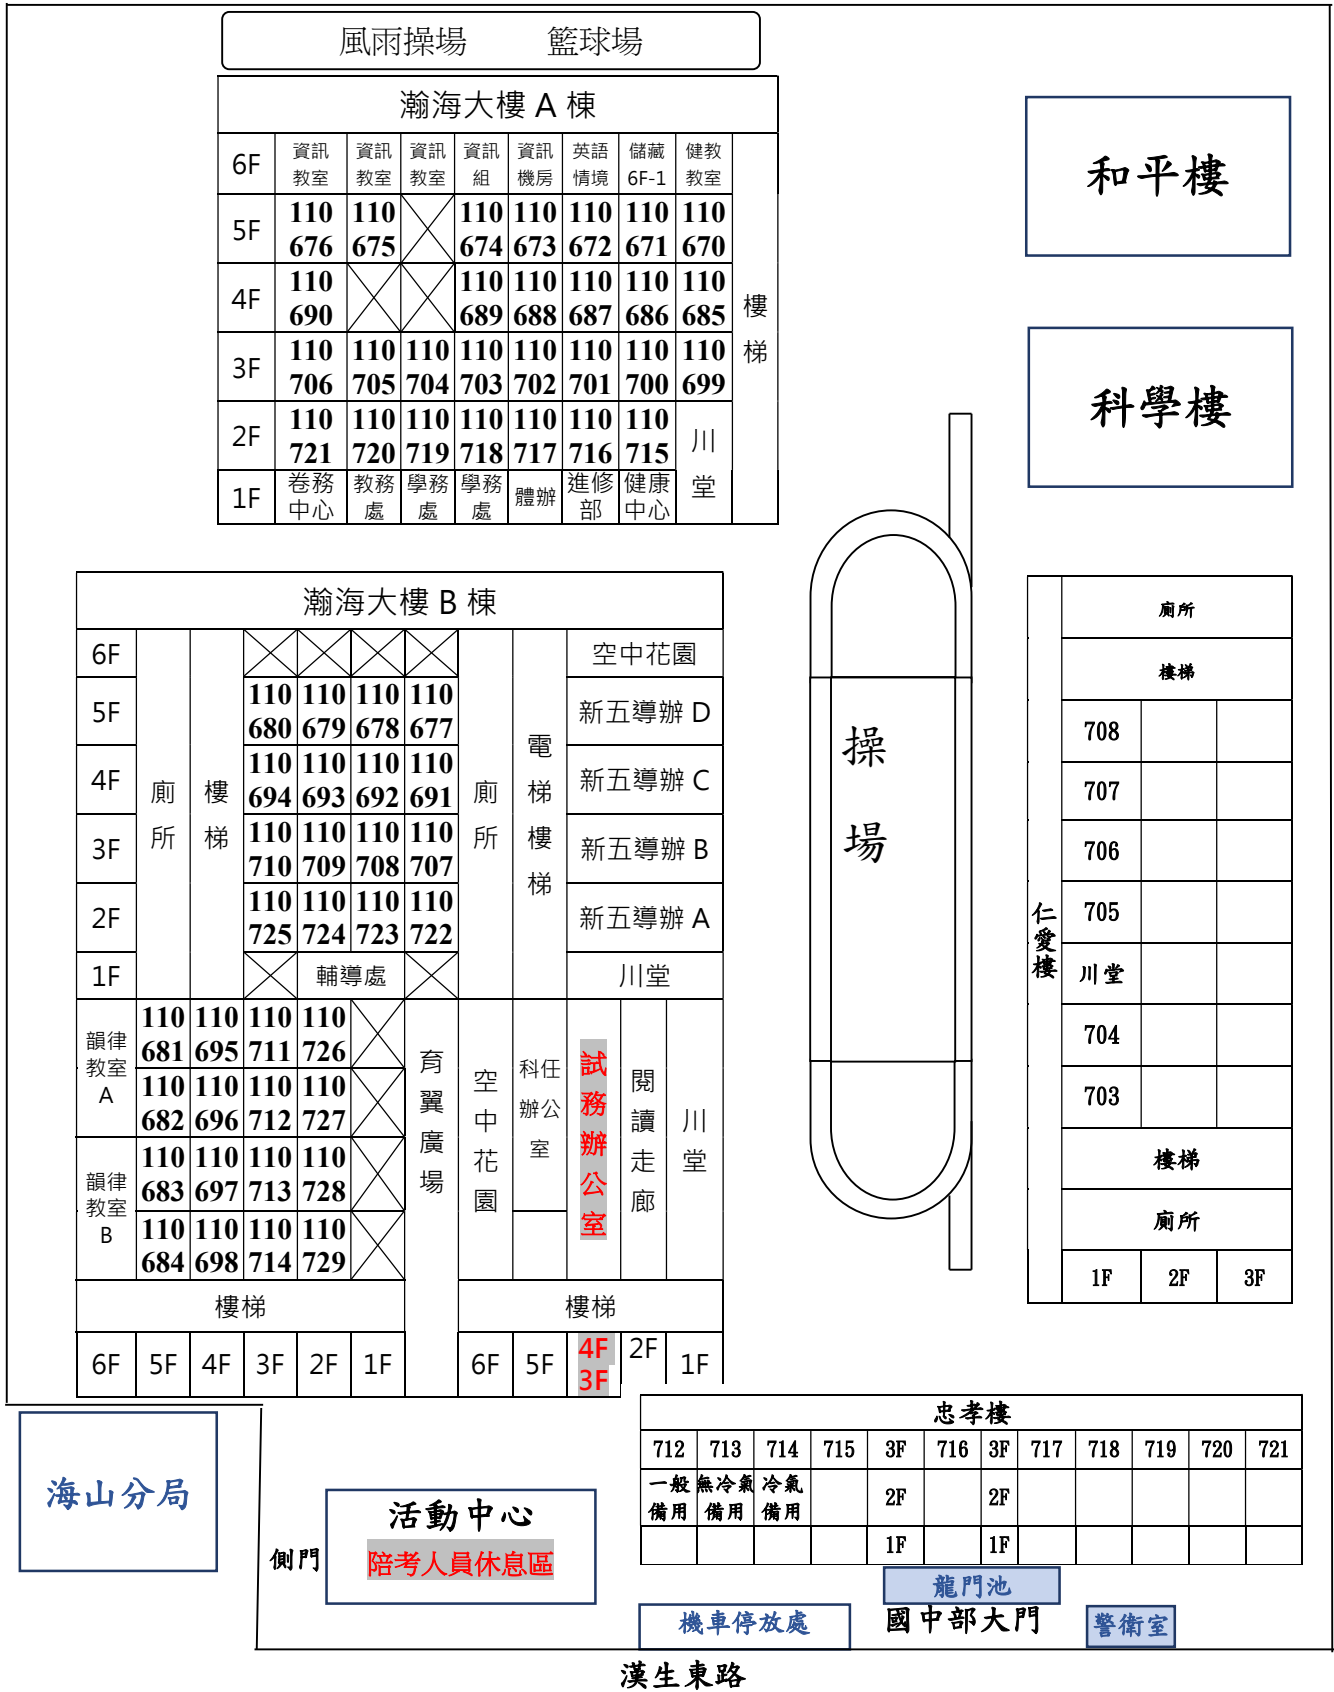 風雨操場 籃球場
瀚海大樓 A 棟
6F 資訊教室 資訊教室 資訊教室 資訊組 資訊機房 英語情境 儲藏6F-1 健教教室
5F 110676 110675 110674 110673 110672 110671 110670
4F 110690 110689 110688 110687 110686 110685
3F 110706 110705 110704 110703 110702 110701 110700 110699
2F 110721 110720 110719 110718 110717 110716 110715
1F 卷務中心 教務處 學務處 學務處 體辦 進修部 健康中心
川堂
樓梯
和平樓
科學樓
瀚海大樓 B 棟
6F 空中花園
5F 110680 110679 110678 110677 新五導辦 D
4F 110694 110693 110692 110691 新五導辦 C
3F 110710 110709 110708 110707 新五導辦 B
2F 110725 110724 110723 110722 新五導辦 A
1F 輔導處 川堂
廁所
樓梯
廁所
電梯樓梯
韻律教室A 110681 110695 110711 110726
110682 110696 110712 110727
韻律教室B 110683 110697 110713 110728
110684 110698 110714 110729
育翼廣場
空中花園
科任辦公室
試務辦公室
閱讀走廊
川堂
樓梯 樓梯
6F 5F 4F 3F 2F 1F 6F 5F 4F 3F 2F 1F
操場
仁愛樓
廁所
樓梯
708
707
706
705
川堂
704
703
樓梯
廁所
1F 2F 3F
忠孝樓
712 713 714 715 3F 716 3F 717 718 719 720 721
一般備用 無冷氣備用 冷氣備用 2F 2F
1F 1F
海山分局
側門
活動中心
陪考人員休息區
龍門池
機車停放處
國中部大門
警衛室
漢生東路